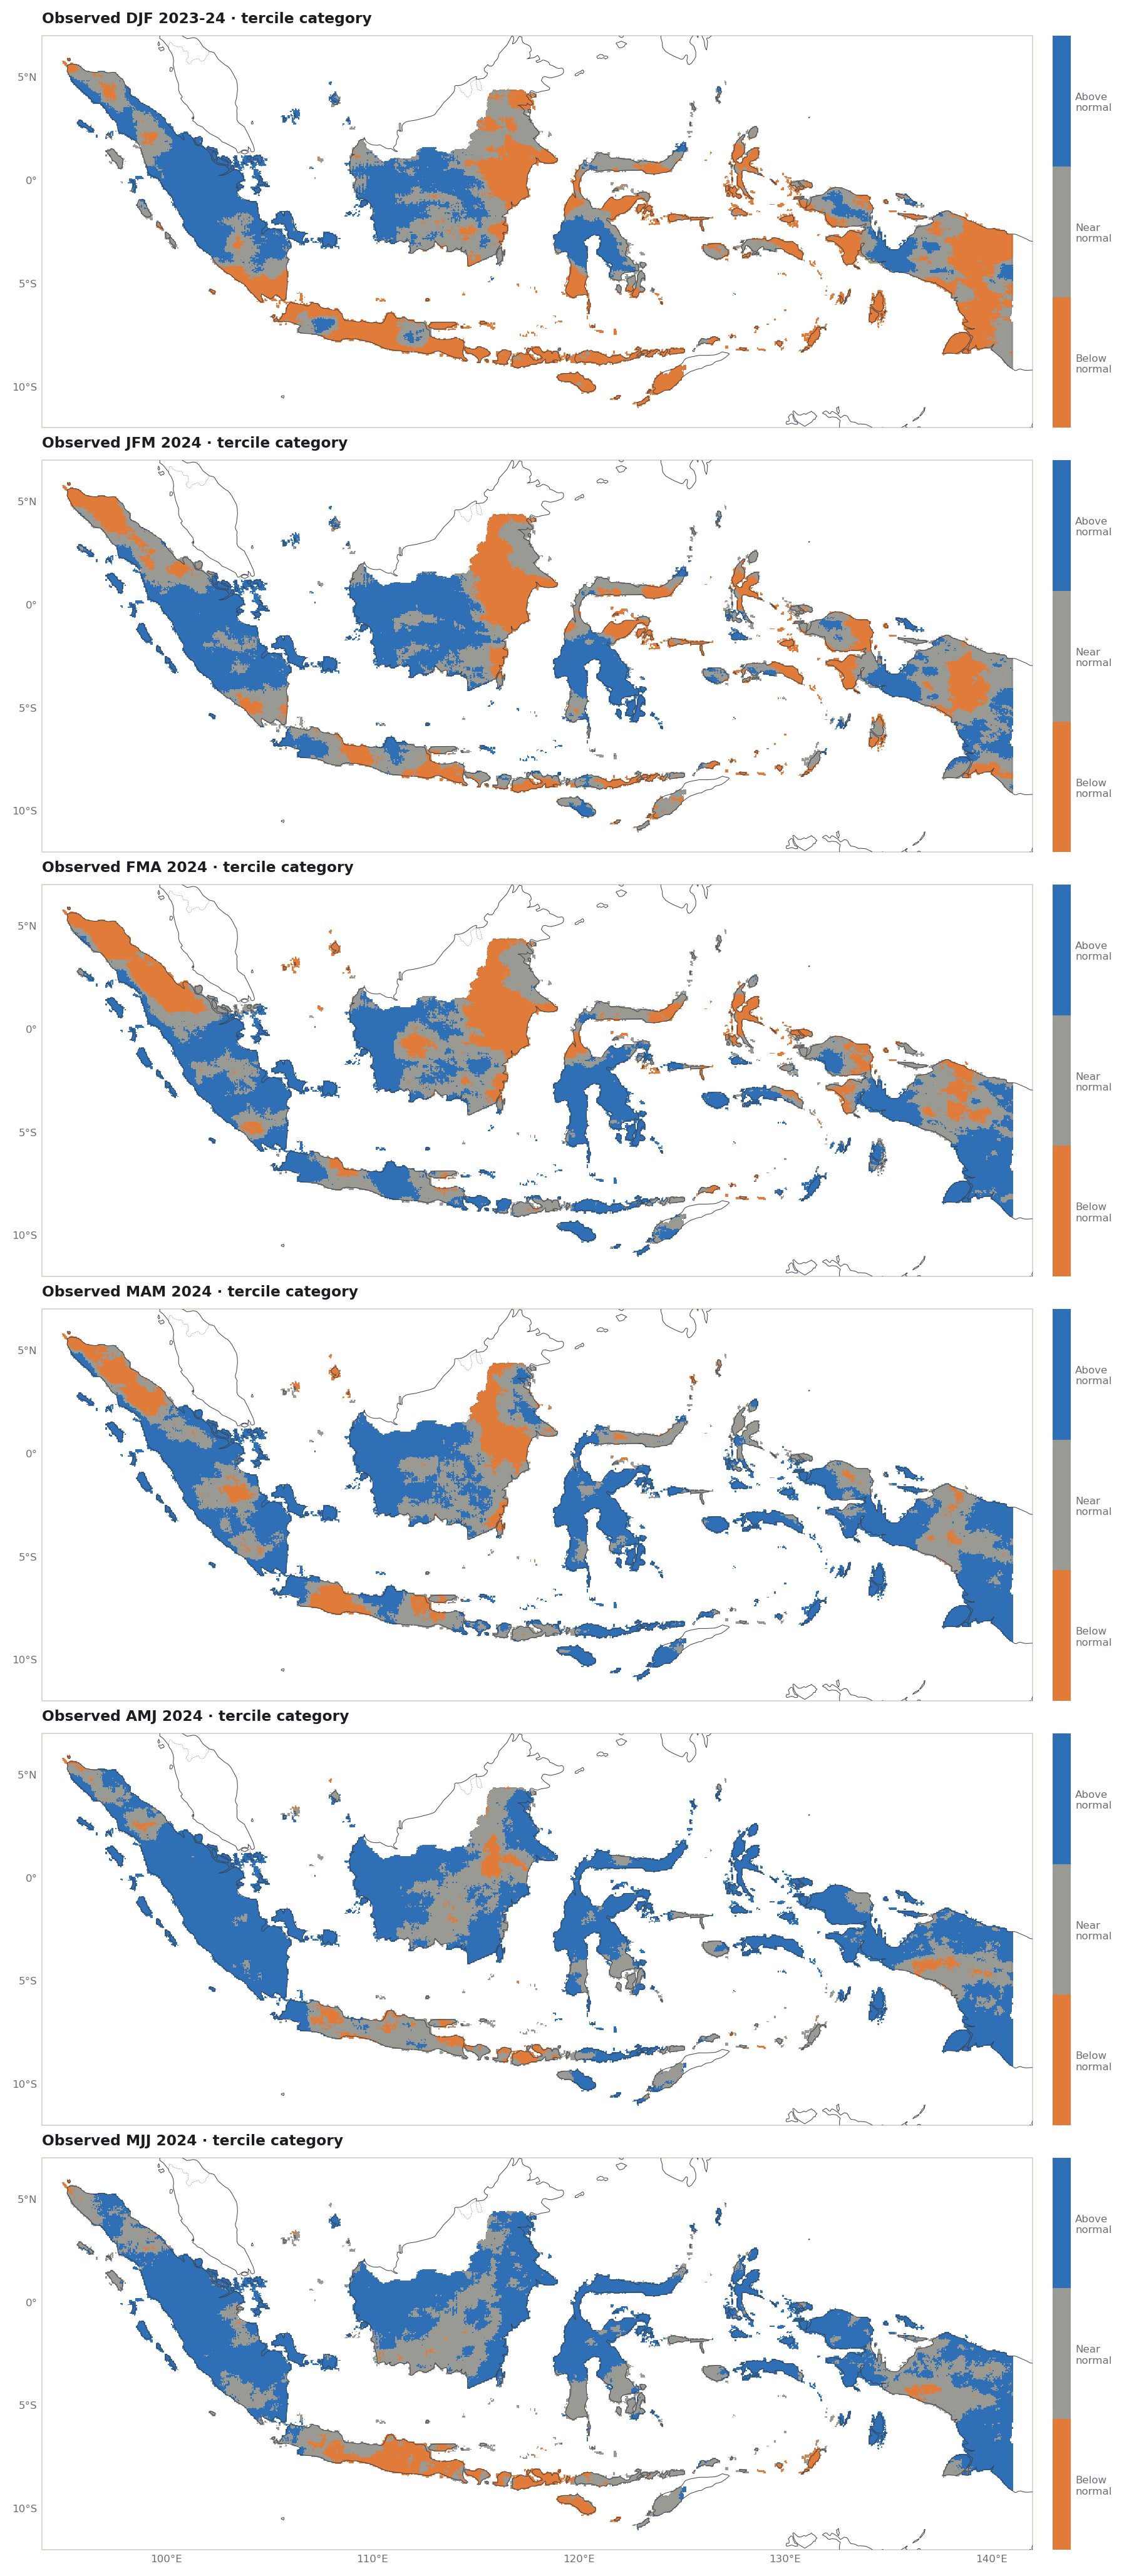 Observed DJF 2023-24 · tercile category
5°N
0°
5°S
10°S
Above
normal
Near
normal
Below
normal
Observed JFM 2024 · tercile category
5°N
0°
5°S
10°S
Above
normal
Near
normal
Below
normal
Observed FMA 2024 · tercile category
5°N
0°
5°S
10°S
Above
normal
Near
normal
Below
normal
Observed MAM 2024 · tercile category
5°N
0°
5°S
10°S
Above
normal
Near
normal
Below
normal
Observed AMJ 2024 · tercile category
5°N
0°
5°S
10°S
Above
normal
Near
normal
Below
normal
Observed MJJ 2024 · tercile category
5°N
0°
5°S
10°S
Above
normal
Near
normal
Below
normal
100°E
110°E
120°E
130°E
140°E